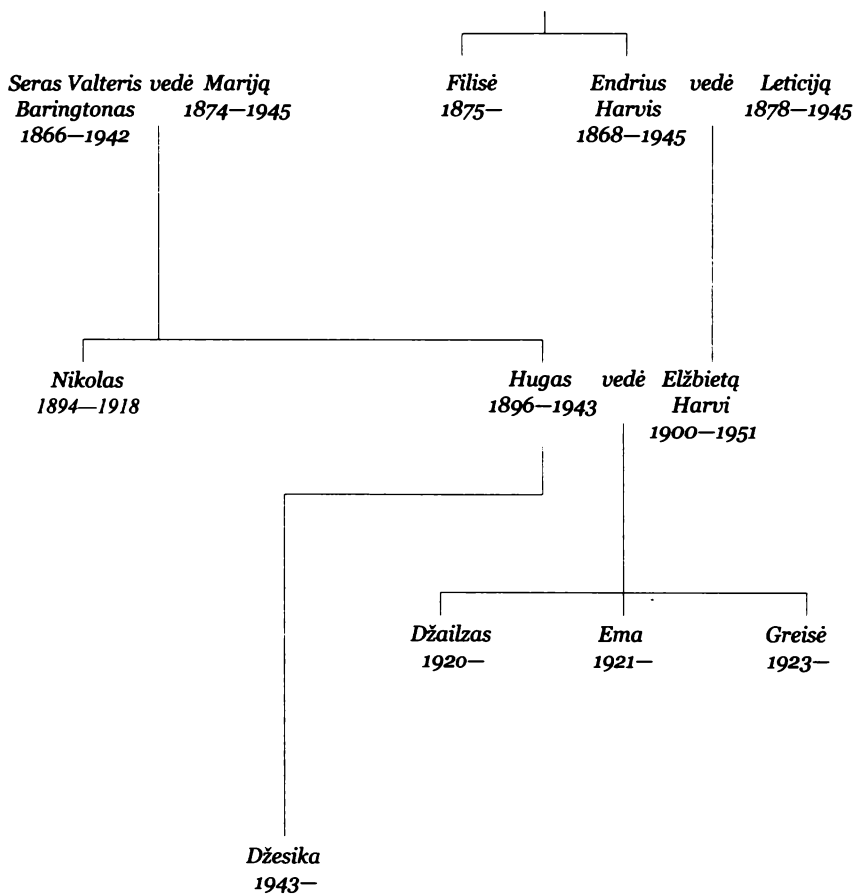 Seras Valteris vedė Mariją
Baringtonas 1874—1945
1866—1942
Filisė
1875—
Endrius vedė Leticiją
Harvis 1878—1945
1868—1945
Nikolas
1894—1918
Hugas vedė Elžbietą
1896—1943 Harvi
1900—1951
Džailzas
1920—
Ema
1921—
Greisė
1923—
Džesika
1943—